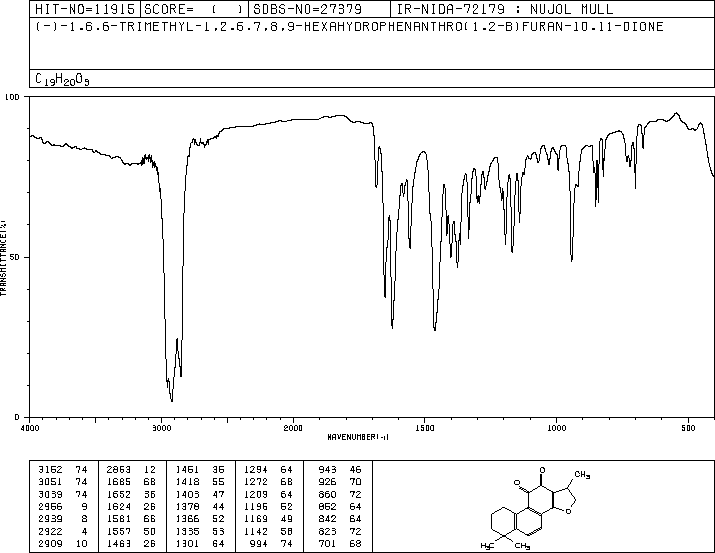 HIT-NO=11915 SCORE= ( ) SDBS-NO=27379 IR-NIDA-72179 : NUJOL MULL
(-)-1,6,6-TRIMETHYL-1,2,6,7,8,9-HEXAHYDROPHENANTHRO(1,2-B)FURAN-10,11-DIONE
C19H20O3
100
TRANSMITTANCE(%)
50
0
4000 3000 2000 1500 1000 500
WAVENUMBER(-1)
3162 74 2863 12 1461 36 1294 64 943 46
3051 74 1685 68 1418 55 1272 68 926 70
3039 74 1652 36 1403 47 1209 64 860 72
2956 9 1624 26 1378 44 1196 52 852 64
2939 8 1581 66 1366 52 1169 49 842 64
2922 4 1557 50 1335 53 1142 58 823 72
2909 10 1463 26 1301 64 994 74 701 68
O
CH3
O
O
H3C CH3